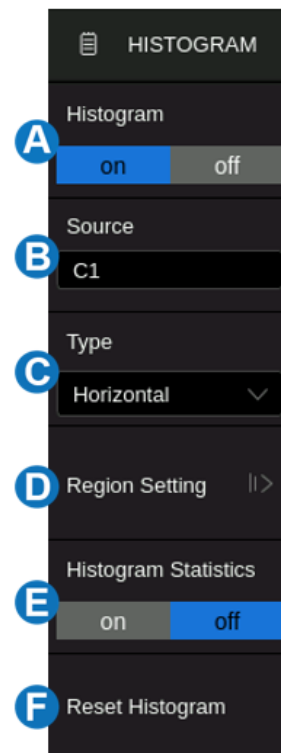 HISTOGRAM
A
Histogram
on off
B
Source
C1
C
Type
Horizontal
D
Region Setting
E
Histogram Statistics
on off
F
Reset Histogram